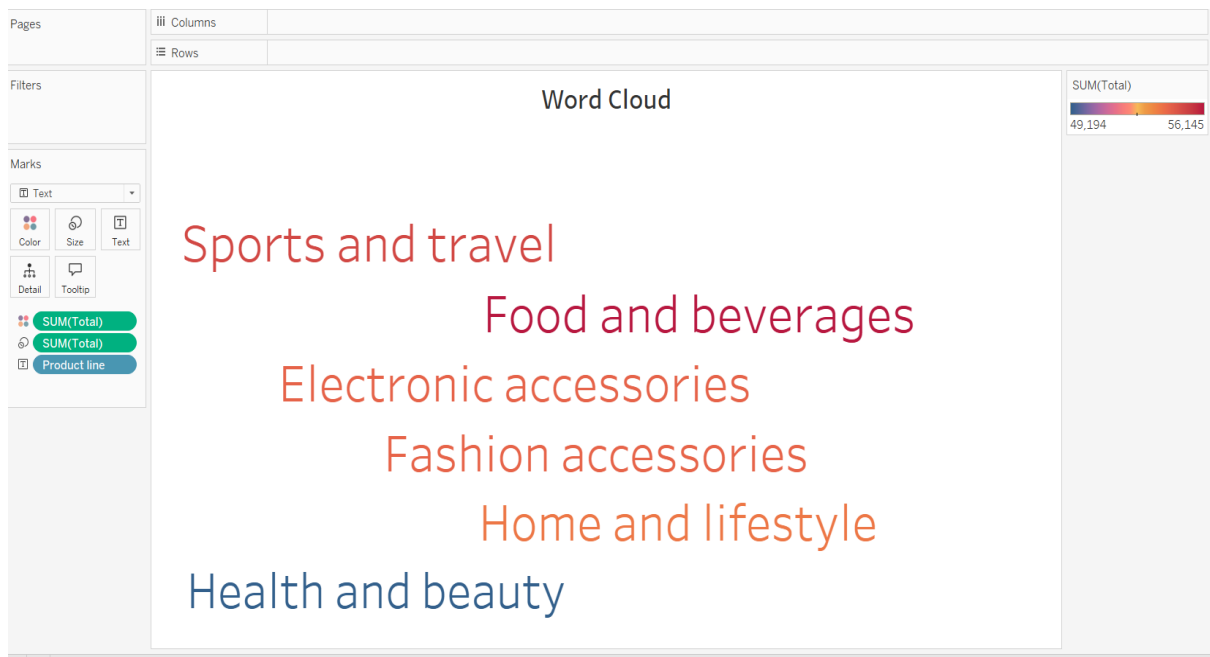 Pages
Columns
Rows
Filters
Marks
Text
Color Size Text
Detail Tooltip
SUM(Total)
SUM(Total)
Product line
Word Cloud
Sports and travel
Food and beverages
Electronic accessories
Fashion accessories
Home and lifestyle
Health and beauty
SUM(Total)
49,194 56,145